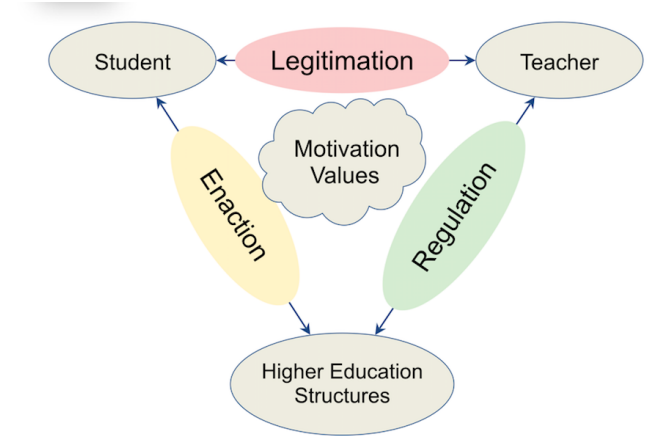 Student
Legitimation
Teacher
Motivation
Values
Enaction
Regulation
Higher Education
Structures